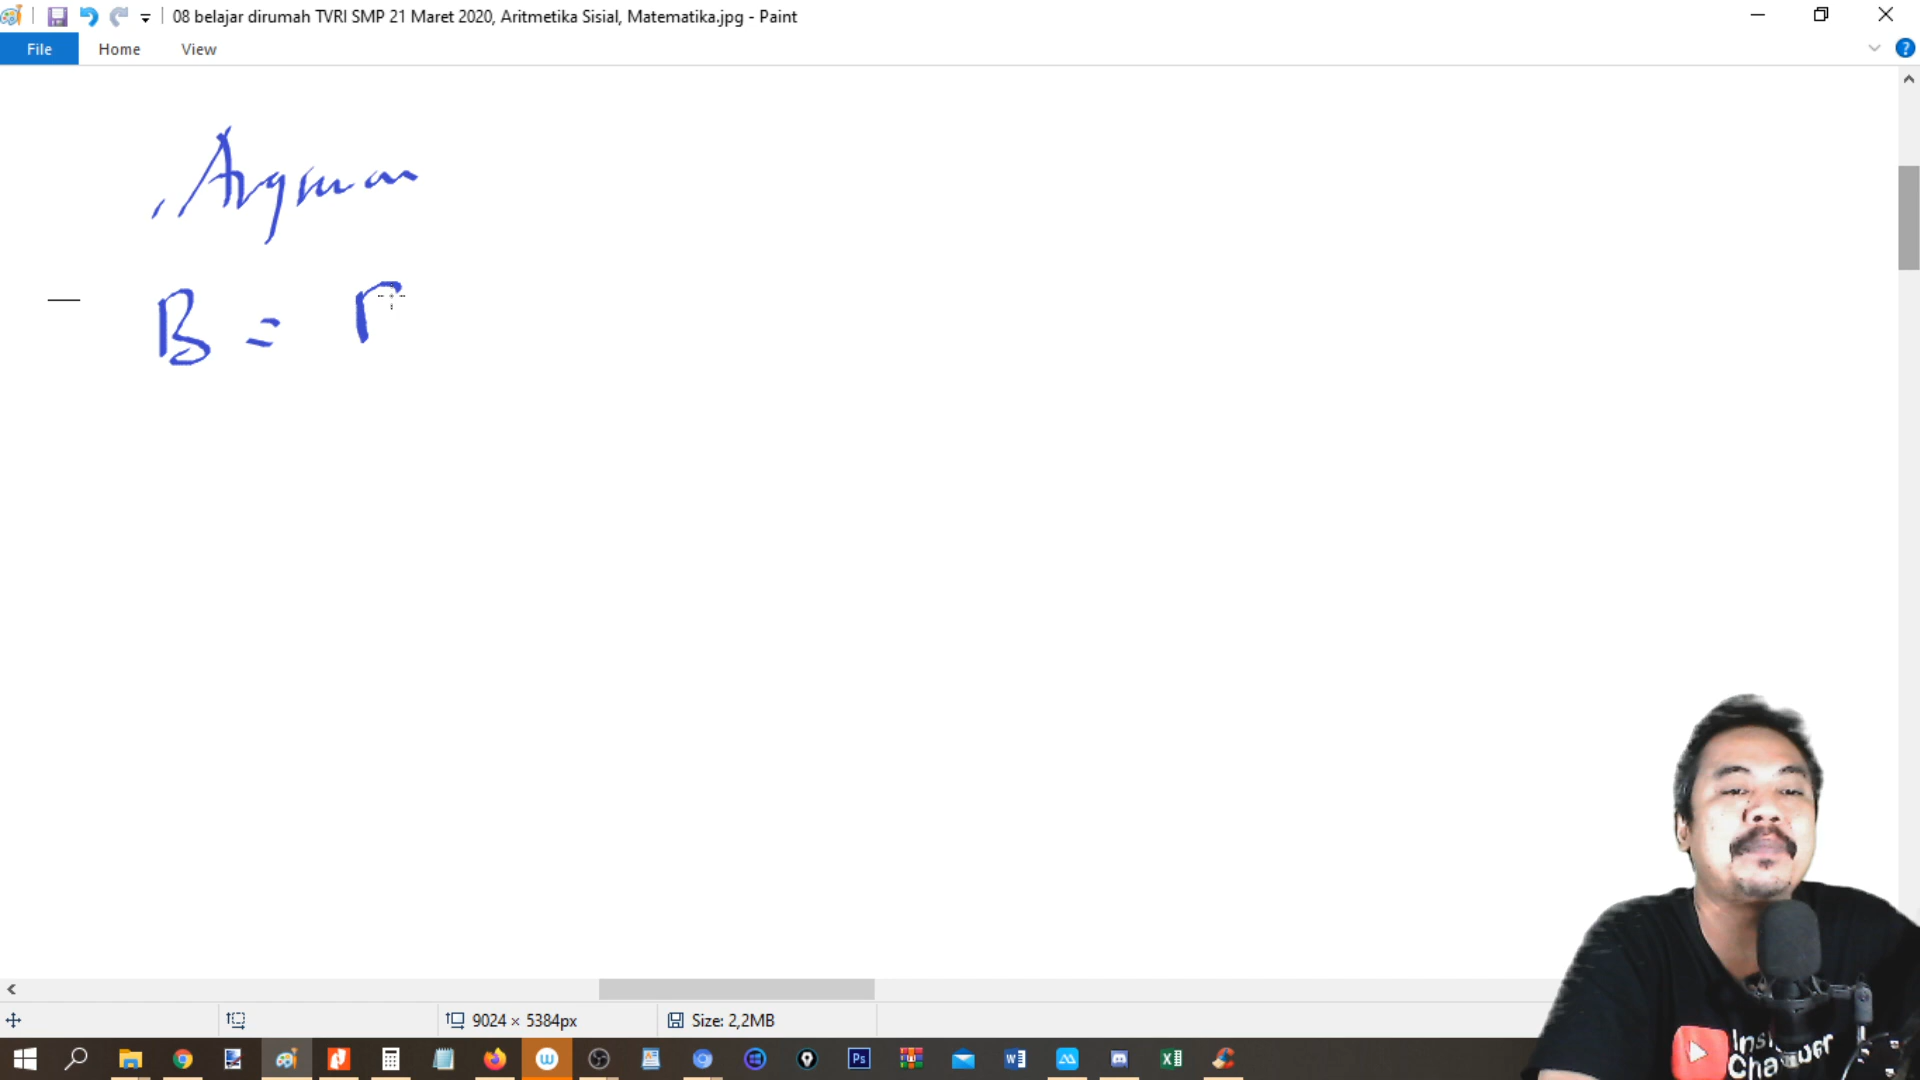 08 belajar dirumah TVRI SMP 21 Maret 2020, Aritmetika Sisial, Matematika.jpg - Paint
File Home View
B =
9024 × 5384px Size: 2,2MB